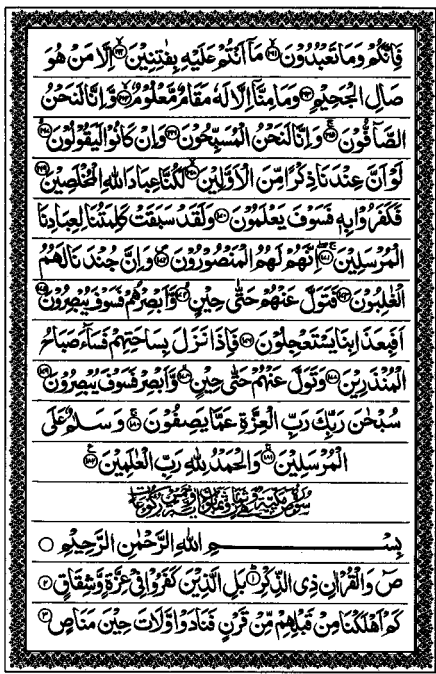 فَاِنَّكُمْ وَمَا تَعْبُدُوْنَ ۝١٦١ مَآ اَنْتُمْ عَلَيْهِ بِفٰتِنِيْنَ ۝١٦٢ اِلَّا مَنْ هُوَ
صَالِ الْجَحِيْمِ ۝١٦٣ وَمَا مِنَّآ اِلَّا لَهٗ مَقَامٌ مَّعْلُوْمٌ ۝١٦٤ وَّاِنَّا لَنَحْنُ
الصَّآفُّوْنَ ۝١٦٥ وَاِنَّا لَنَحْنُ الْمُسَبِّحُوْنَ ۝١٦٦ وَاِنْ كَانُوْا لَيَقُوْلُوْنَ ۝١٦٧
لَوْ اَنَّ عِنْدَنَا ذِكْرًا مِّنَ الْاَوَّلِيْنَ ۝١٦٨ لَكُنَّا عِبَادَ اللّٰهِ الْمُخْلَصِيْنَ ۝١٦٩
فَكَفَرُوْا بِهٖ فَسَوْفَ يَعْلَمُوْنَ ۝١٧٠ وَلَقَدْ سَبَقَتْ كَلِمَتُنَا لِعِبَادِنَا
الْمُرْسَلِيْنَ ۝١٧١ اِنَّهُمْ لَهُمُ الْمَنْصُوْرُوْنَ ۝١٧٢ وَاِنَّ جُنْدَنَا لَهُمُ
الْغٰلِبُوْنَ ۝١٧٣ فَتَوَلَّ عَنْهُمْ حَتّٰى حِيْنٍ ۝١٧٤ وَّاَبْصِرْهُمْ فَسَوْفَ يُبْصِرُوْنَ ۝١٧٥
اَفَبِعَذَابِنَا يَسْتَعْجِلُوْنَ ۝١٧٦ فَاِذَا نَزَلَ بِسَاحَتِهِمْ فَسَآءَ صَبَاحُ
الْمُنْذَرِيْنَ ۝١٧٧ وَتَوَلَّ عَنْهُمْ حَتّٰى حِيْنٍ ۝١٧٨ وَّاَبْصِرْ فَسَوْفَ يُبْصِرُوْنَ ۝١٧٩
سُبْحٰنَ رَبِّكَ رَبِّ الْعِزَّةِ عَمَّا يَصِفُوْنَ ۝١٨٠ وَسَلٰمٌ عَلَى
الْمُرْسَلِيْنَ ۝١٨١ وَالْحَمْدُ لِلّٰهِ رَبِّ الْعٰلَمِيْنَ ۝١٨٢
بِسْمِ اللّٰهِ الرَّحْمٰنِ الرَّحِيْمِ ○
صٓ وَالْقُرْاٰنِ ذِى الذِّكْرِ ۝١ بَلِ الَّذِيْنَ كَفَرُوْا فِيْ عِزَّةٍ وَّشِقَاقٍ ۝٢
كَمْ اَهْلَكْنَا مِنْ قَبْلِهِمْ مِّنْ قَرْنٍ فَنَادَوْا وَّلَاتَ حِيْنَ مَنَاصٍ ۝٣